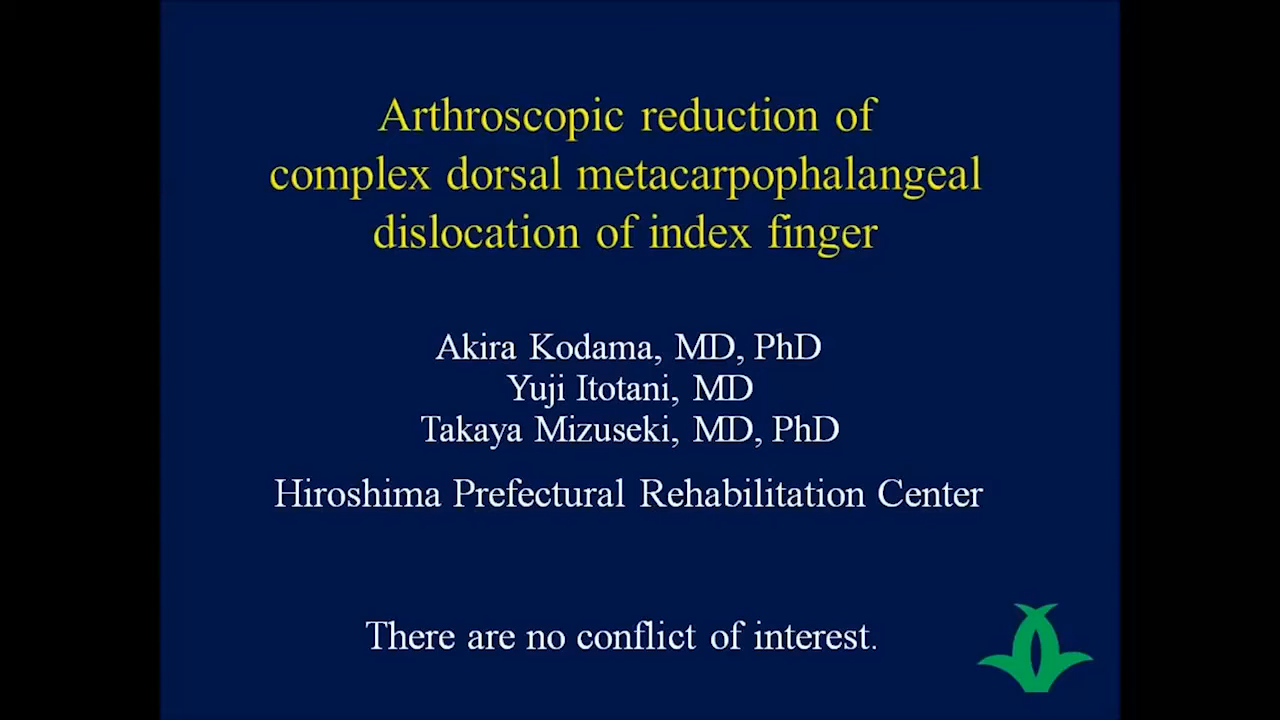 Arthroscopic reduction of
complex dorsal metacarpophalangeal
dislocation of index finger
Akira Kodama, MD, PhD
Yuji Itotani, MD
Takaya Mizuseki, MD, PhD
Hiroshima Prefectural Rehabilitation Center
There are no conflict of interest.